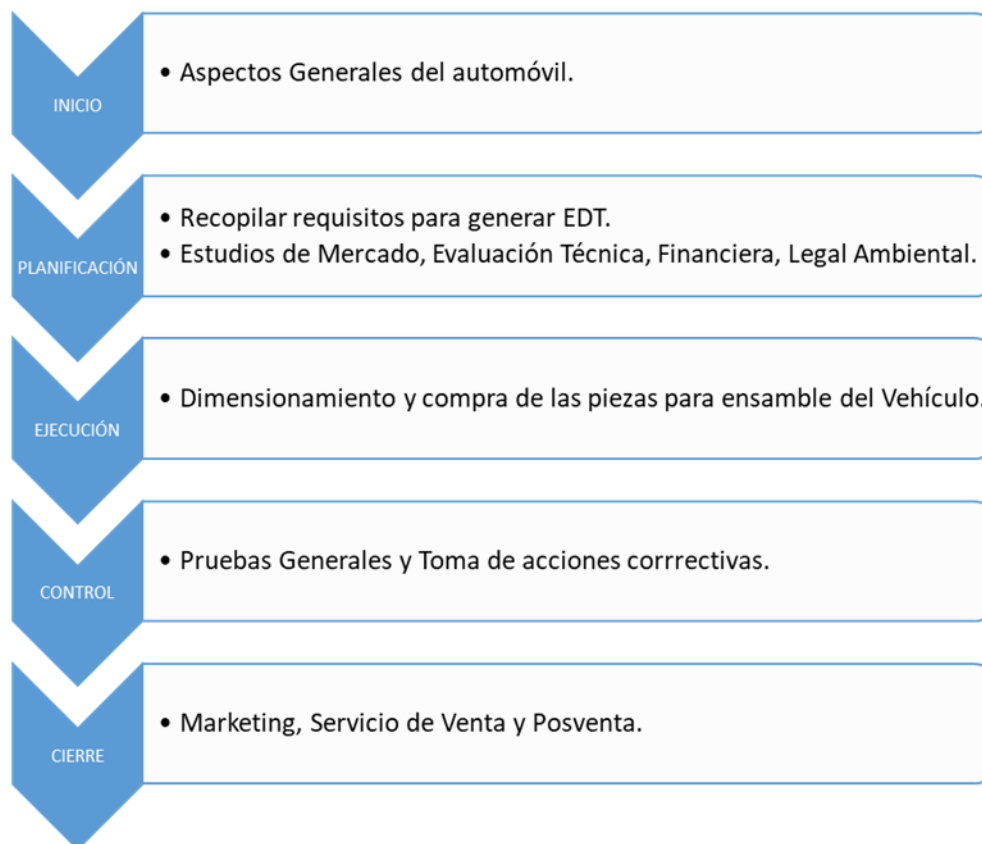 INICIO
• Aspectos Generales del automóvil.
PLANIFICACIÓN
• Recopilar requisitos para generar EDT.
• Estudios de Mercado, Evaluación Técnica, Financiera, Legal Ambiental.
EJECUCIÓN
• Dimensionamiento y compra de las piezas para ensamble del Vehículo.
CONTROL
• Pruebas Generales y Toma de acciones corrrectivas.
CIERRE
• Marketing, Servicio de Venta y Posventa.